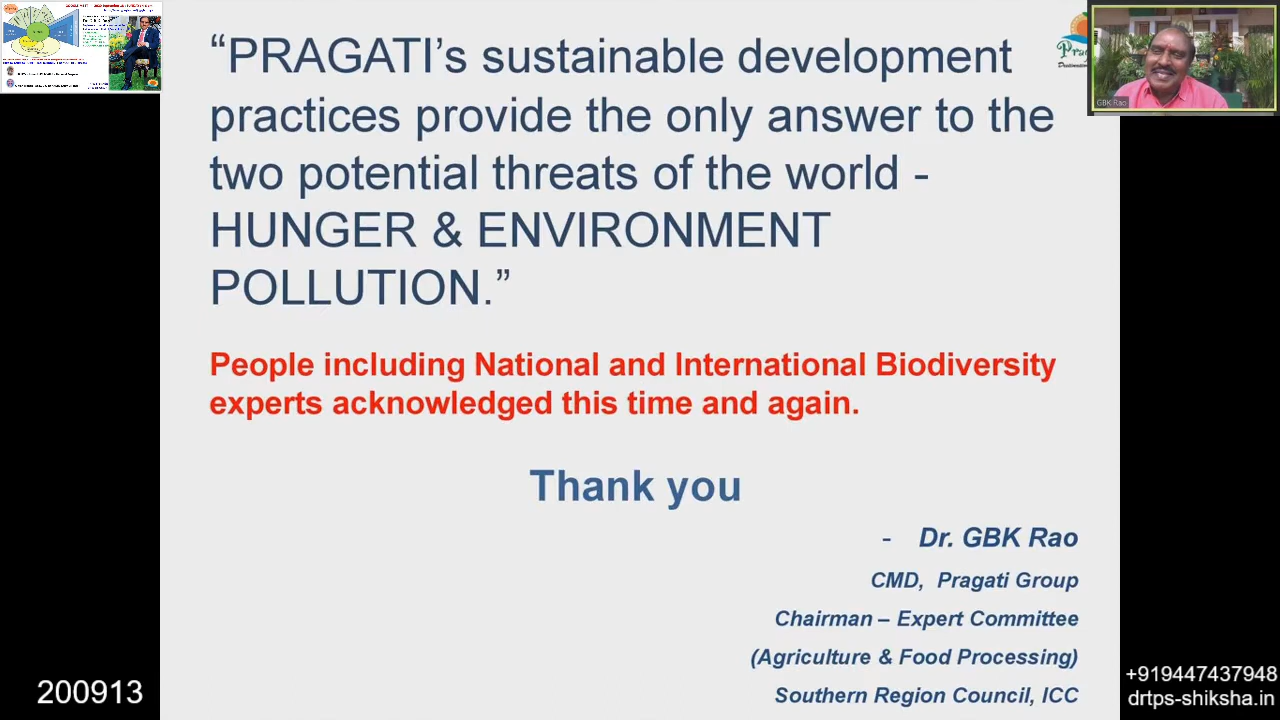 “PRAGATI’s sustainable development
practices provide the only answer to the
two potential threats of the world -
HUNGER & ENVIRONMENT
POLLUTION.”
People including National and International Biodiversity
experts acknowledged this time and again.
Thank you
- Dr. GBK Rao
CMD, Pragati Group
Chairman – Expert Committee
(Agriculture & Food Processing)
Southern Region Council, ICC
GBK Rao
200913
+919447437948
drtps-shiksha.in